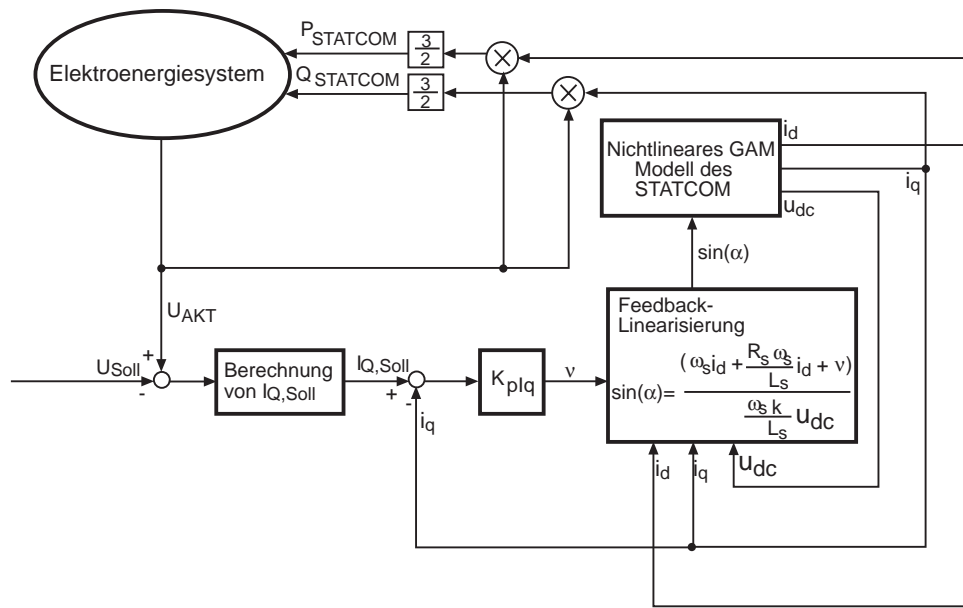 P_STATCOM
3/2
×
Elektroenergiesystem
Q_STATCOM
3/2
×
Nichtlineares GAM
Modell des
STATCOM
i_d
i_q
u_dc
sin(α)
U_AKT
Feedback-
Linearisierung
sin(α)= (ω_s i_d + (R_s ω_s / L_s) i_d + ν) / ((ω_s k / L_s) u_dc)
U_Soll
+
-
Berechnung
von I_Q,Soll
I_Q,Soll
+
-
K_pIq
ν
i_q
i_d
i_q
u_dc